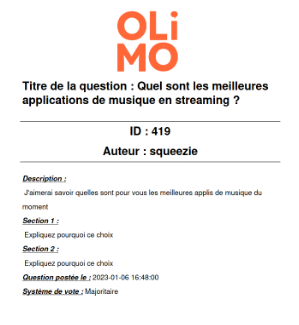 OLiMO
Titre de la question : Quel sont les meilleures
applications de musique en streaming ?
ID : 419
Auteur : squeezie
Description :
J'aimerai savoir quelles sont pour vous les meilleures applis de musique du
moment
Section 1 :
Expliquez pourquoi ce choix
Section 2 :
Expliquez pourquoi ce choix
Question postée le : 2023-01-06 16:48:00
Système de vote : Majoritaire